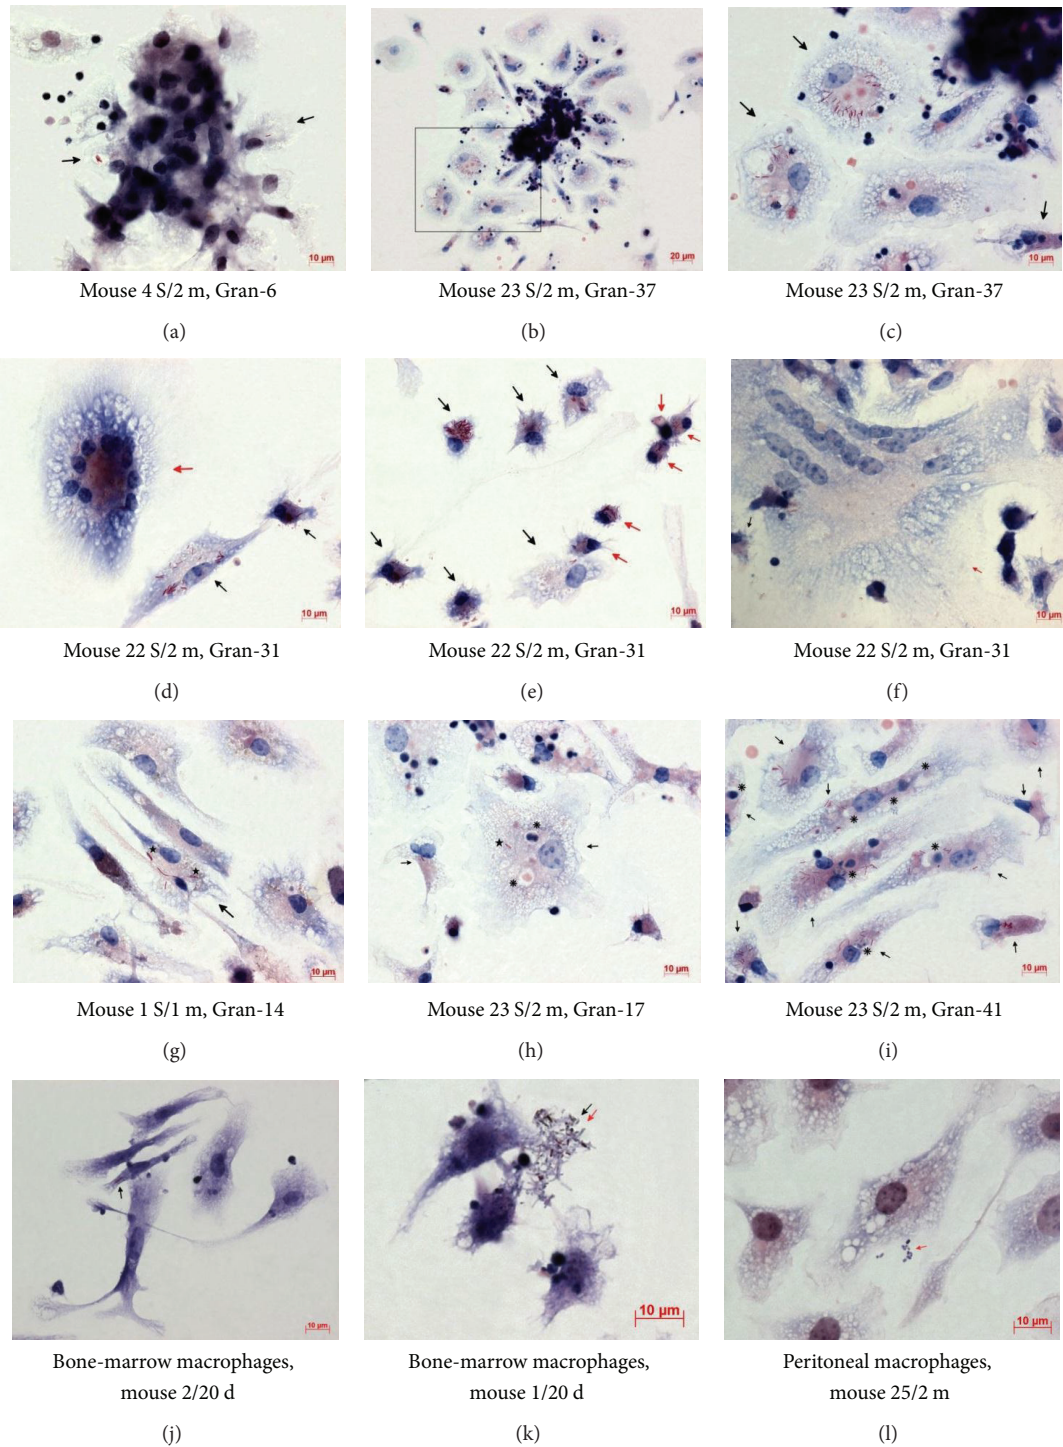 10 µm
20 µm
10 µm
Mouse 4 S/2 m, Gran-6
Mouse 23 S/2 m, Gran-37
Mouse 23 S/2 m, Gran-37
(a)
(b)
(c)
10 µm
10 µm
10 µm
Mouse 22 S/2 m, Gran-31
Mouse 22 S/2 m, Gran-31
Mouse 22 S/2 m, Gran-31
(d)
(e)
(f)
10 µm
10 µm
10 µm
Mouse 1 S/1 m, Gran-14
Mouse 23 S/2 m, Gran-17
Mouse 23 S/2 m, Gran-41
(g)
(h)
(i)
10 µm
10 µm
10 µm
Bone-marrow macrophages,
mouse 2/20 d
Bone-marrow macrophages,
mouse 1/20 d
Peritoneal macrophages,
mouse 25/2 m
(j)
(k)
(l)